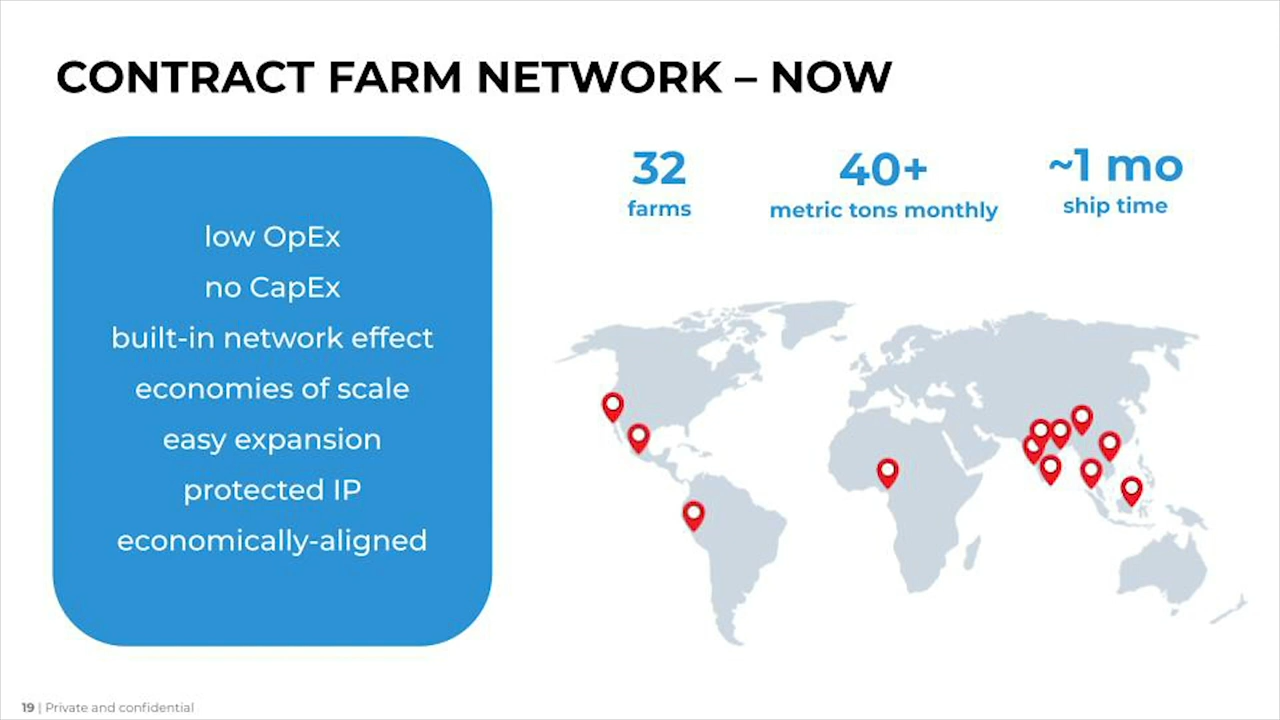 CONTRACT FARM NETWORK – NOW
low OpEx
no CapEx
built-in network effect
economies of scale
easy expansion
protected IP
economically-aligned
32
farms
40+
metric tons monthly
~1 mo
ship time
19 | Private and confidential